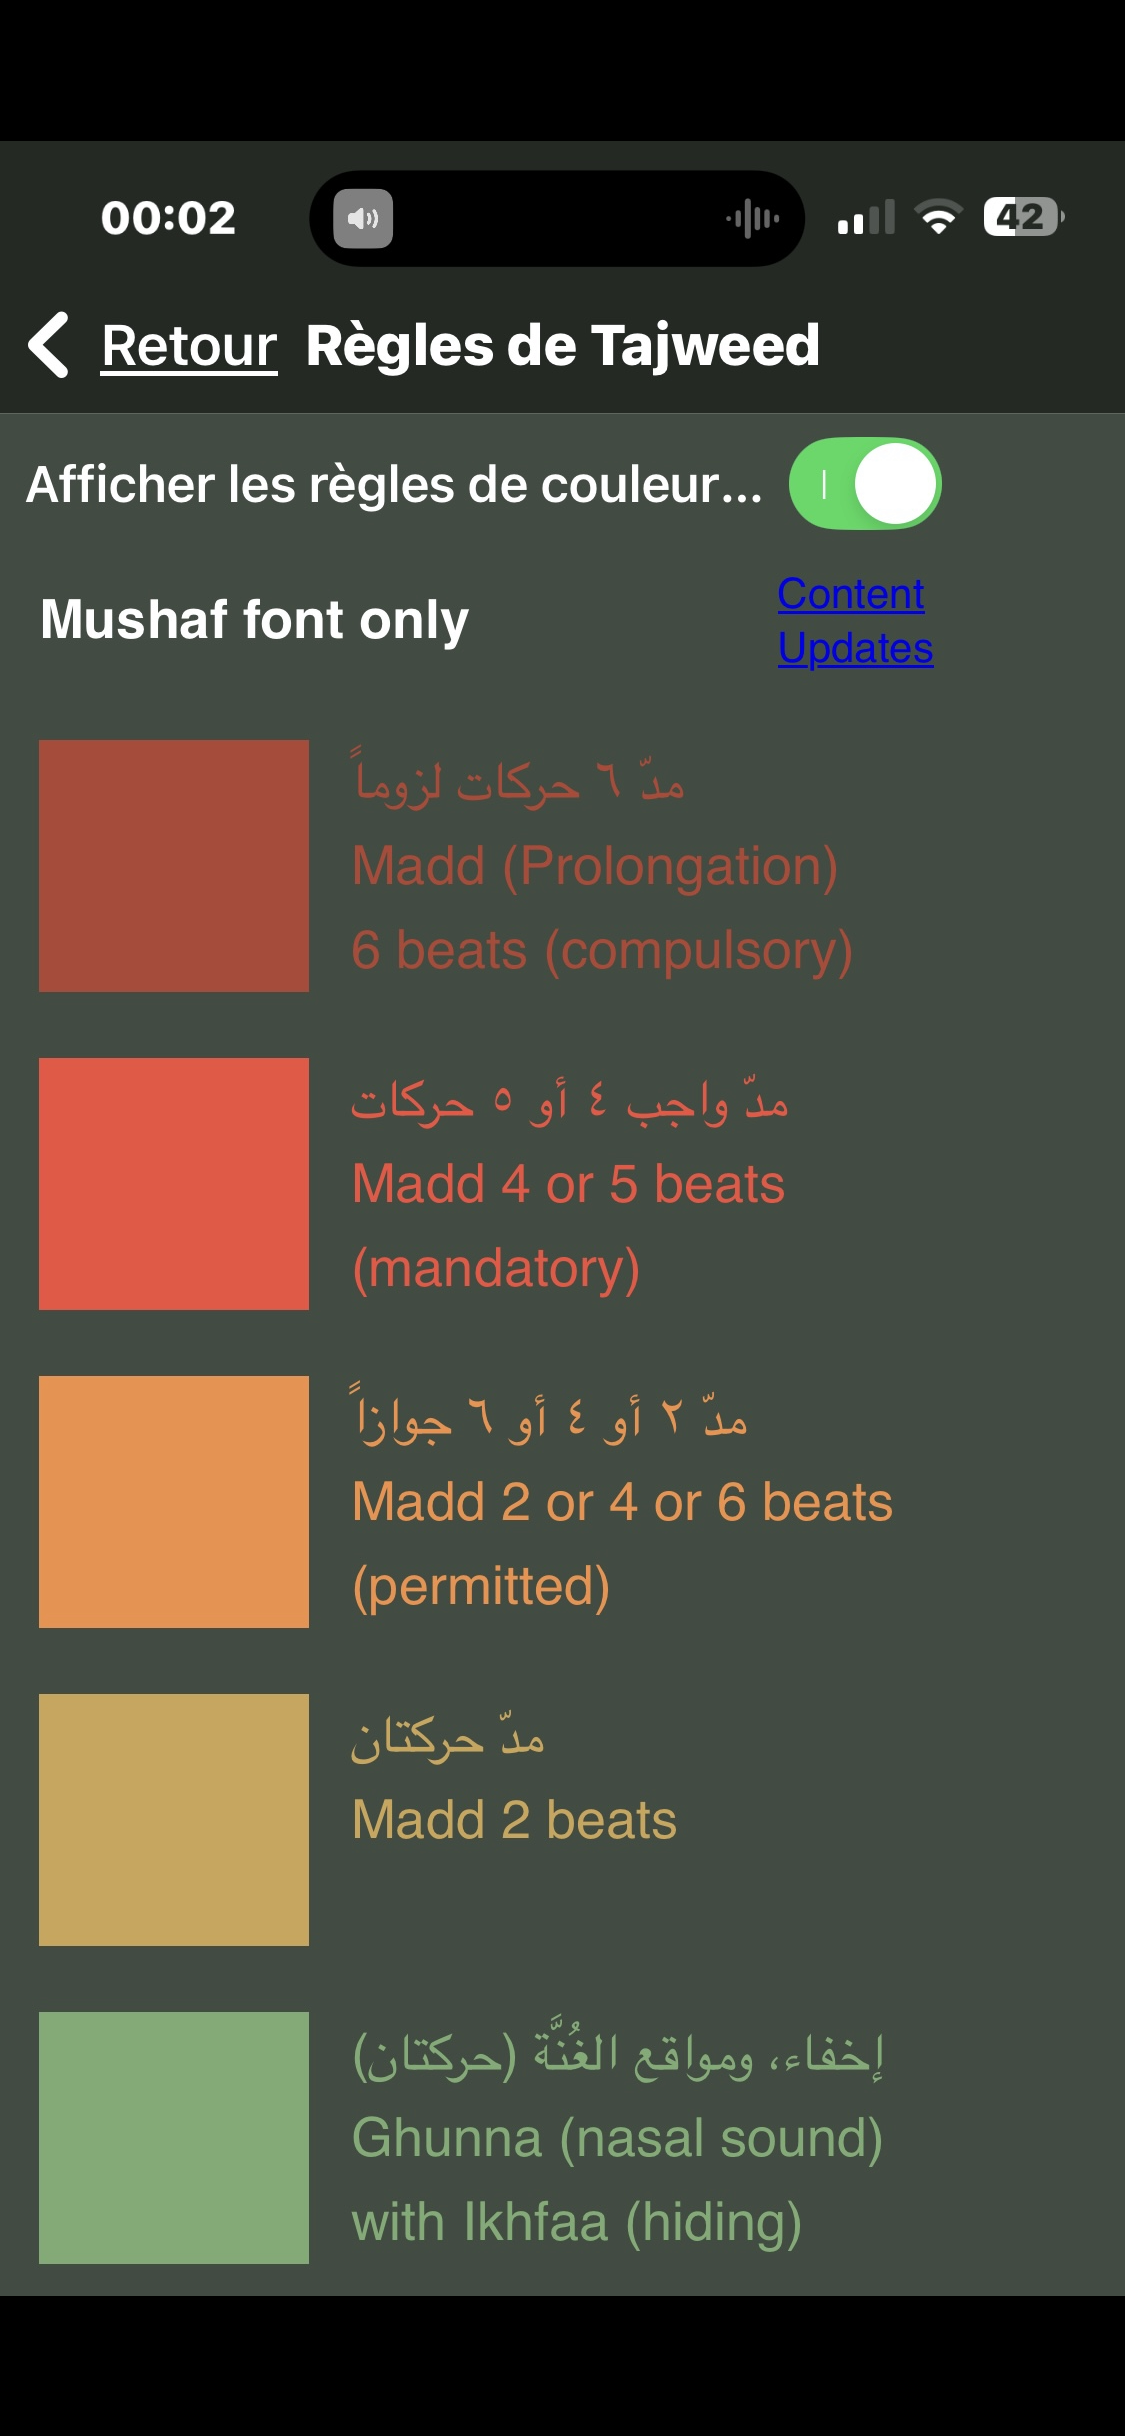 00:02
42
Retour Règles de Tajweed
Afficher les règles de couleur...
Mushaf font only
Content
Updates
مدّ ٦ حركات لزوماً
Madd (Prolongation)
6 beats (compulsory)
مدّ واجب ٤ أو ٥ حركات
Madd 4 or 5 beats
(mandatory)
مدّ ٢ أو ٤ أو ٦ جوازاً
Madd 2 or 4 or 6 beats
(permitted)
مدّ حركتان
Madd 2 beats
إخفاء، ومواقع الغُنَّة (حركتان)
Ghunna (nasal sound)
with Ikhfaa (hiding)